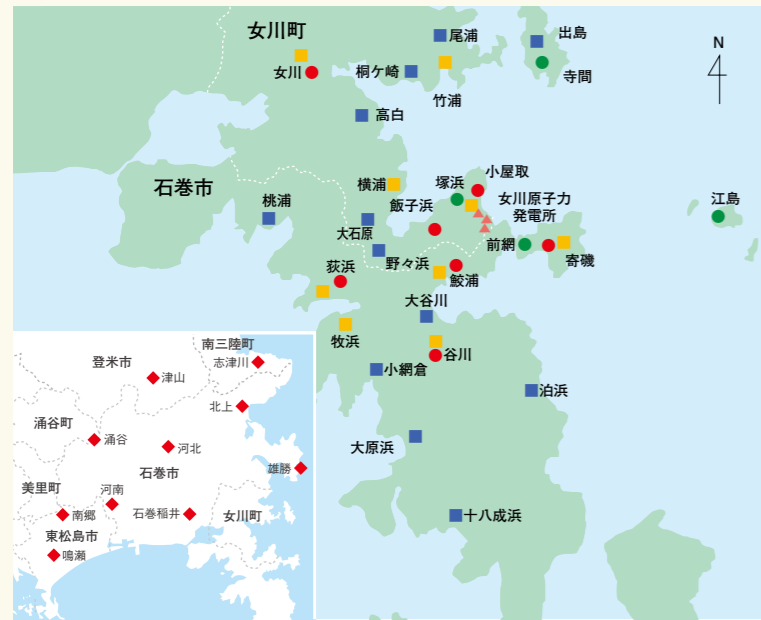 女川町
尾浦
出島
N
女川
桐ケ崎
竹浦
寺間
高白
石巻市
桃浦
横浦
小屋取
塚浜
飯子浜
女川原子力
発電所
江島
大石原
野々浜
前網
寄磯
荻浜
鮫浦
大谷川
牧浜
谷川
小網倉
泊浜
大原浜
十八成浜
南三陸町
志津川
登米市
津山
北上
涌谷町
涌谷
河北
石巻市
雄勝
美里町
河南
南郷
石巻稲井
女川町
東松島市
鳴瀬